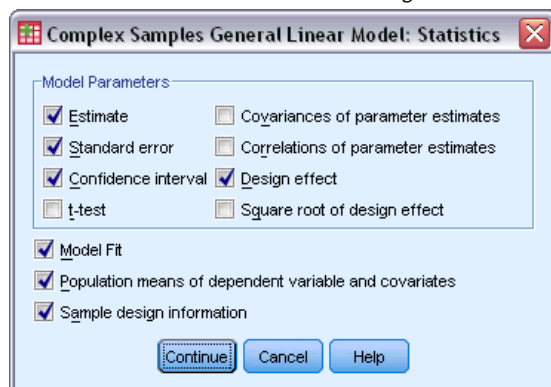 Complex Samples General Linear Model: Statistics
Model Parameters
Estimate
Covariances of parameter estimates
Standard error
Correlations of parameter estimates
Confidence interval
Design effect
t-test
Square root of design effect
Model Fit
Population means of dependent variable and covariates
Sample design information
Continue
Cancel
Help